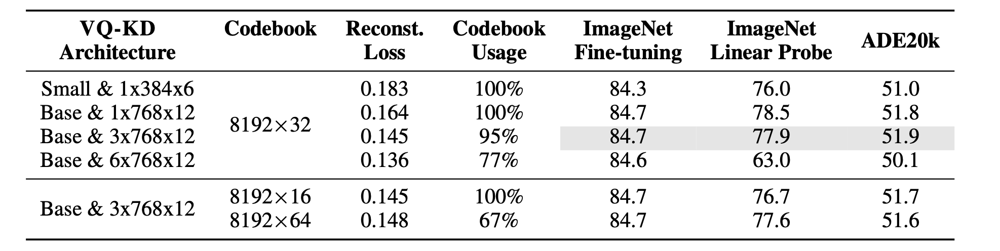 VQ-KD Architecture | Codebook | Reconst. Loss | Codebook Usage | ImageNet Fine-tuning | ImageNet Linear Probe | ADE20k
Small & 1x384x6 | 8192×32 | 0.183 | 100% | 84.3 | 76.0 | 51.0
Base & 1x768x12 | 0.164 | 100% | 84.7 | 78.5 | 51.8
Base & 3x768x12 | 0.145 | 95% | 84.7 | 77.9 | 51.9
Base & 6x768x12 | 0.136 | 77% | 84.6 | 63.0 | 50.1
Base & 3x768x12 | 8192×16 | 0.145 | 100% | 84.7 | 76.7 | 51.7
8192×64 | 0.148 | 67% | 84.7 | 77.6 | 51.6